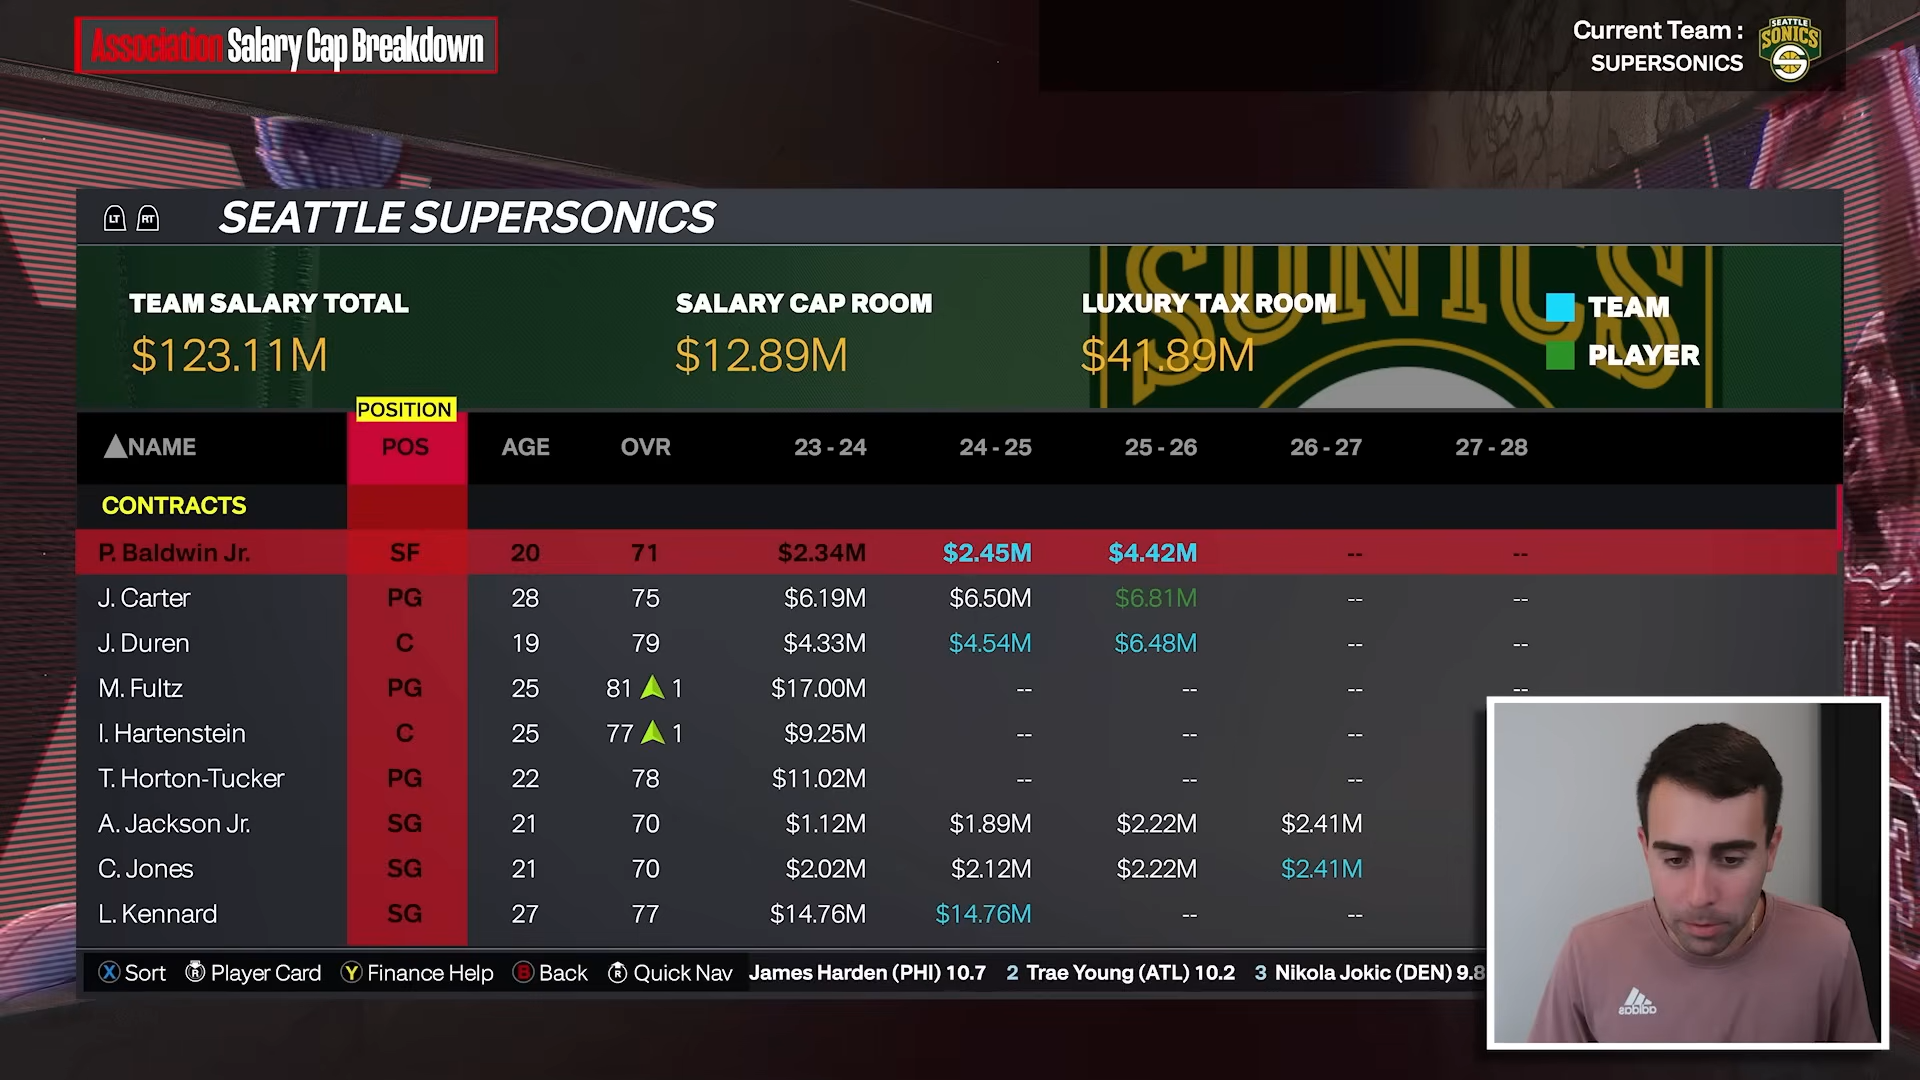 Association Salary Cap Breakdown
Current Team :
SUPERSONICS
SEATTLE
SONICS
LT RT SEATTLE SUPERSONICS
SONICS
TEAM SALARY TOTAL SALARY CAP ROOM LUXURY TAX ROOM TEAM
$123.11M $12.89M $41.89M PLAYER
POSITION
NAME POS AGE OVR 23 - 24 24 - 25 25 - 26 26 - 27 27 - 28
CONTRACTS
P. Baldwin Jr. SF 20 71 $2.34M $2.45M $4.42M -- --
J. Carter PG 28 75 $6.19M $6.50M $6.81M -- --
J. Duren C 19 79 $4.33M $4.54M $6.48M -- --
M. Fultz PG 25 81 1 $17.00M -- -- -- --
I. Hartenstein C 25 77 1 $9.25M -- -- --
T. Horton-Tucker PG 22 78 $11.02M -- -- --
A. Jackson Jr. SG 21 70 $1.12M $1.89M $2.22M $2.41M
C. Jones SG 21 70 $2.02M $2.12M $2.22M $2.41M
L. Kennard SG 27 77 $14.76M $14.76M -- --
X Sort R Player Card Y Finance Help B Back R Quick Nav James Harden (PHI) 10.7 2 Trae Young (ATL) 10.2 3 Nikola Jokic (DEN) 9.8
adidas